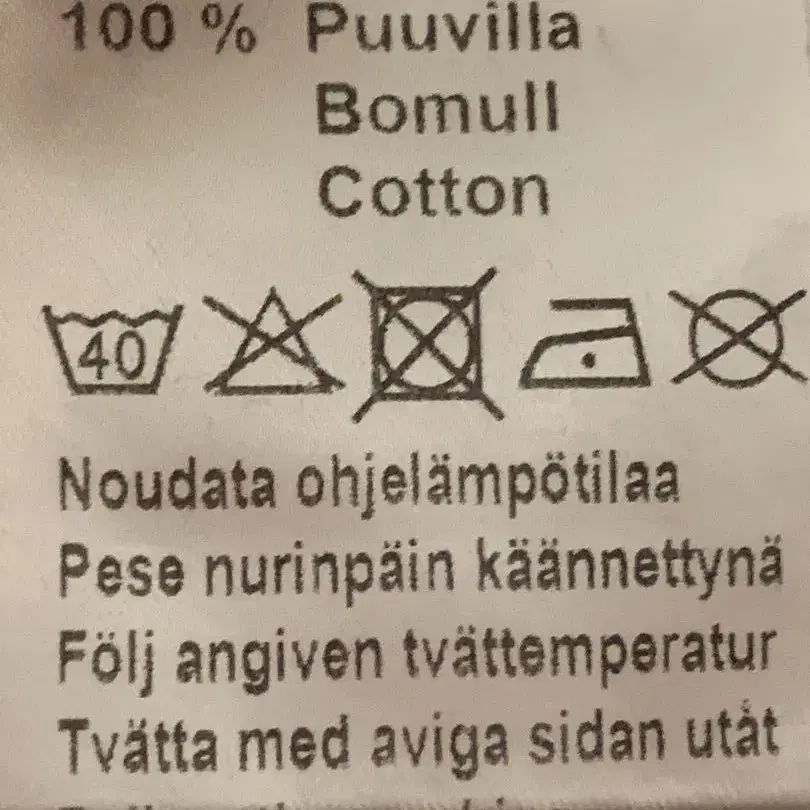 100 % Puuvilla
Bomull
Cotton
40
Noudata ohjelämpötilaa
Pese nurinpäin käännettynä
Följ angiven tvättemperatur
Tvätta med aviga sidan utåt